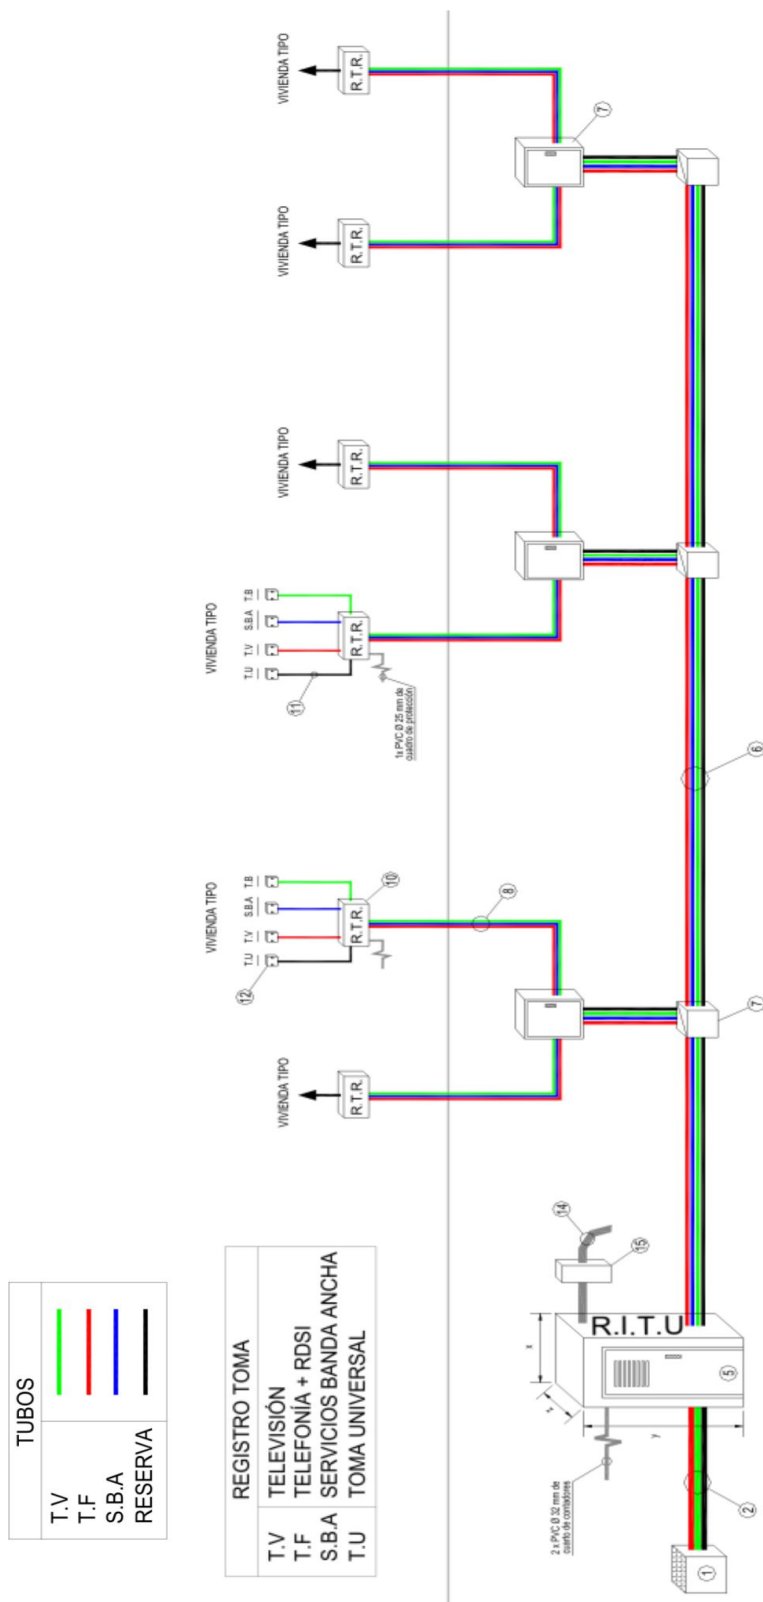 VIVIENDA TIPO
R.T.R.
7
VIVIENDA TIPO
R.T.R.
VIVIENDA TIPO
R.T.R.
VIVIENDA TIPO
T.B
S.B.A
T.V
T.U
R.T.R.
11
1x PVC Ø 25 mm de
cuadro de protección
6
VIVIENDA TIPO
T.B
S.B.A
T.V
T.U
R.T.R.
10
12
8
7
VIVIENDA TIPO
R.T.R.
14
15
R.I.T.U
x
z
y
5
2 x PVC Ø 32 mm de
cuarto de contadores
2
1
TUBOS
T.V
T.F
S.B.A
RESERVA
REGISTRO TOMA
T.V TELEVISIÓN
T.F TELEFONÍA + RDSI
S.B.A SERVICIOS BANDA ANCHA
T.U TOMA UNIVERSAL